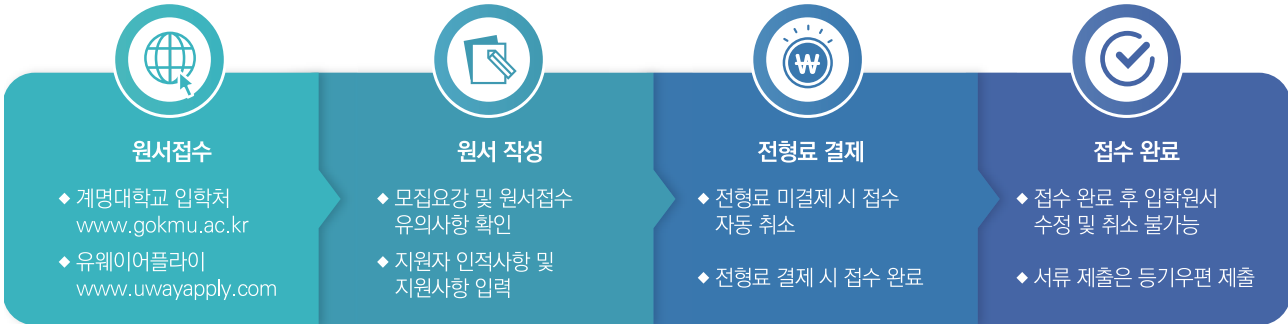 원서접수
◆ 계명대학교 입학처
www.gokmu.ac.kr
◆ 유웨이어플라이
www.uwayapply.com
원서 작성
◆ 모집요강 및 원서접수
유의사항 확인
◆ 지원자 인적사항 및
지원사항 입력
₩
전형료 결제
◆ 전형료 미결제 시 접수
자동 취소
◆ 전형료 결제 시 접수 완료
접수 완료
◆ 접수 완료 후 입학원서
수정 및 취소 불가능
◆ 서류 제출은 등기우편 제출